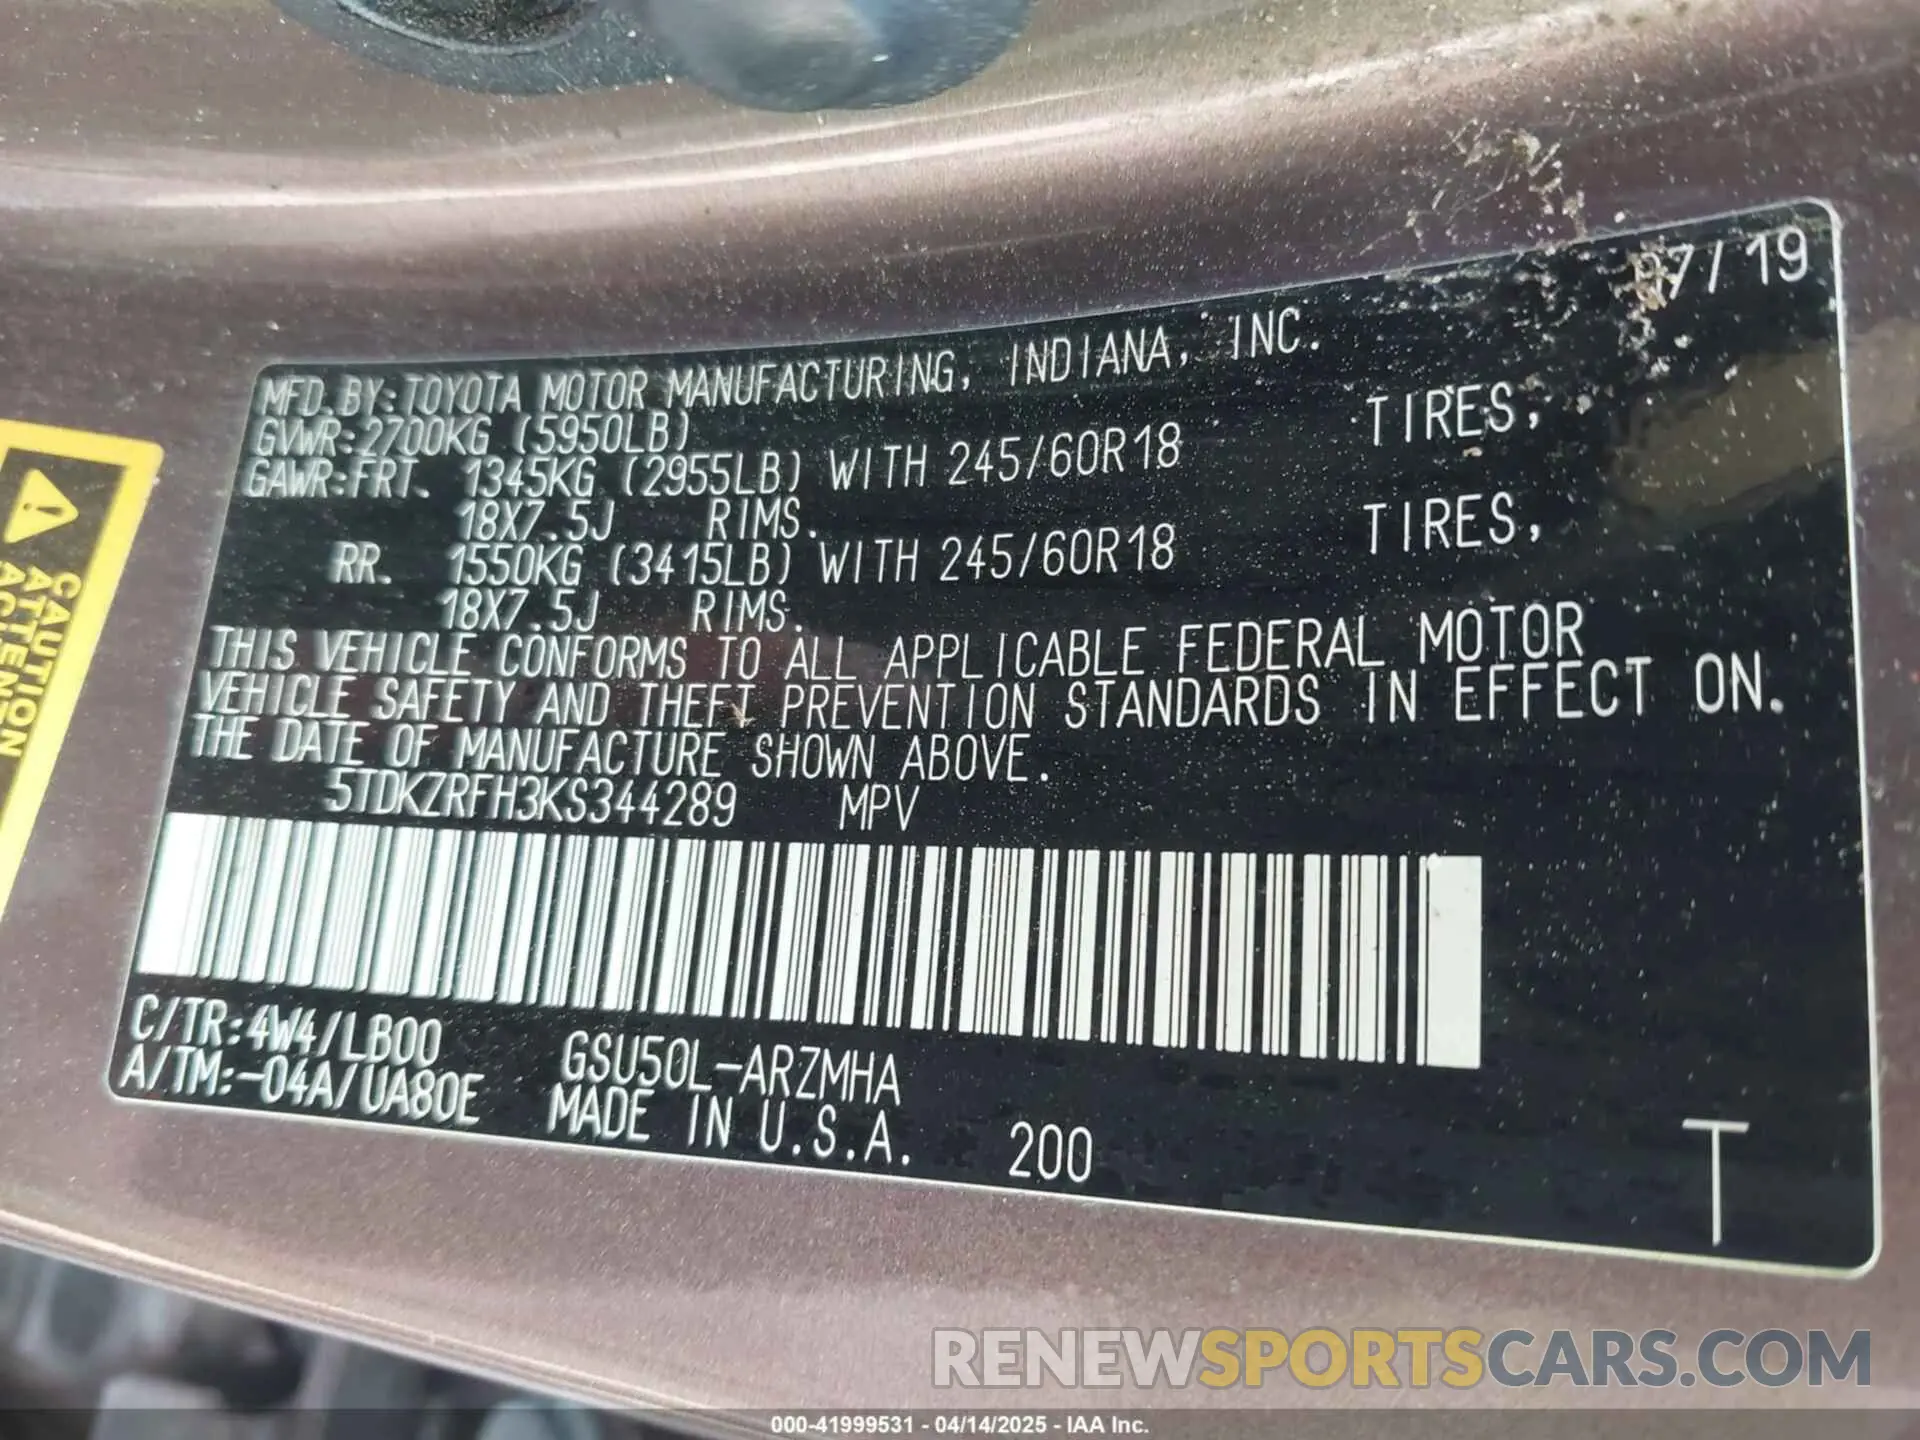 07/19
MFD. BY: TOYOTA MOTOR MANUFACTURING, INDIANA, INC.
GVWR: 2700KG (5950LB)
GAWR: FRT. 1345KG (2955LB) WITH 245/60R18 TIRES,
18X7.5J RIMS.
RR. 1550KG (3415LB) WITH 245/60R18 TIRES,
18X7.5J RIMS.
THIS VEHICLE CONFORMS TO ALL APPLICABLE FEDERAL MOTOR
VEHICLE SAFETY AND THEFT PREVENTION STANDARDS IN EFFECT ON.
THE DATE OF MANUFACTURE SHOWN ABOVE.
5TDKZRFH3KS344289 MPV
C/TR: 4W4/LB00 GSU50L-ARZMHA
A/TM: -04A/UA80E MADE IN U.S.A. 200
T
CAUTION
RENEWSPORTSCARS.COM
000-41999531 - 04/14/2025 - IAA Inc.